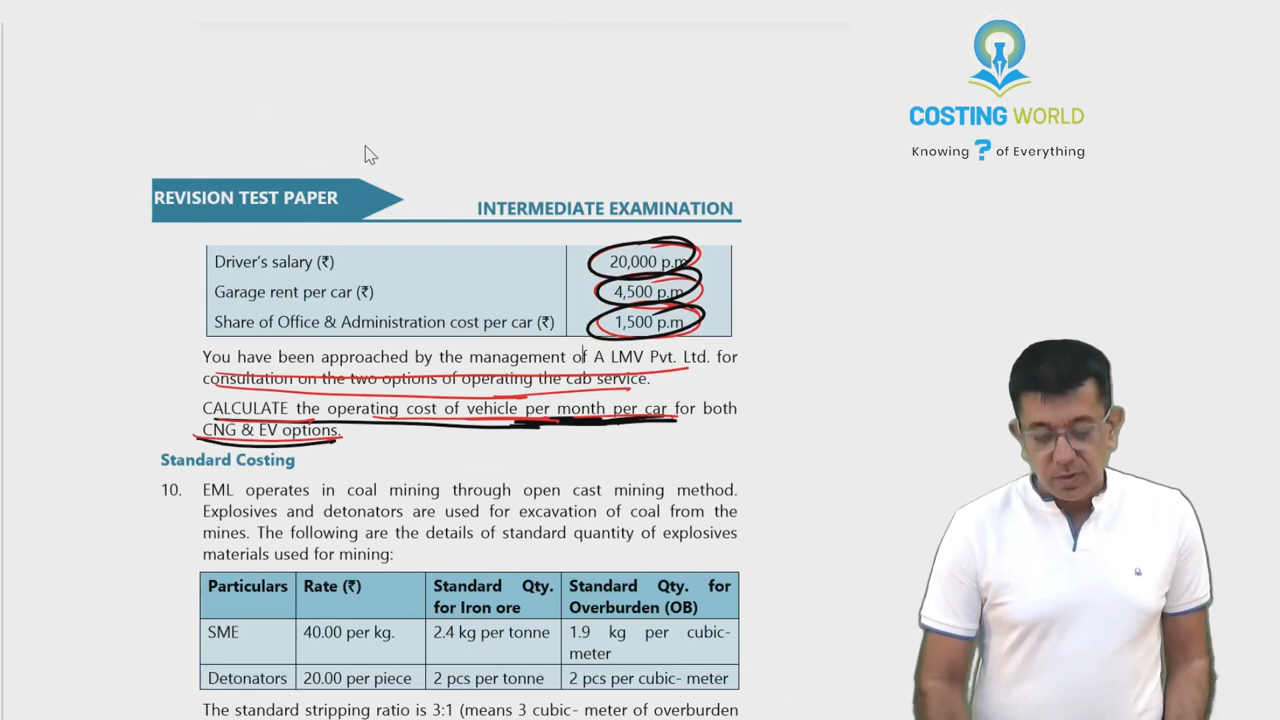 COSTING WORLD
Knowing ? of Everything
REVISION TEST PAPER
INTERMEDIATE EXAMINATION
Driver's salary (₹) 20,000 p.m
Garage rent per car (₹) 4,500 p.m
Share of Office & Administration cost per car (₹) 1,500 p.m
You have been approached by the management of A LMV Pvt. Ltd. for
consultation on the two options of operating the cab service.
CALCULATE the operating cost of vehicle per month per car for both
CNG & EV options.
Standard Costing
10. EML operates in coal mining through open cast mining method.
Explosives and detonators are used for excavation of coal from the
mines. The following are the details of standard quantity of explosives
materials used for mining:
Particulars Rate (₹) Standard Qty. for Iron ore Standard Qty. for Overburden (OB)
SME 40.00 per kg. 2.4 kg per tonne 1.9 kg per cubic- meter
Detonators 20.00 per piece 2 pcs per tonne 2 pcs per cubic- meter
The standard stripping ratio is 3:1 (means 3 cubic- meter of overburden